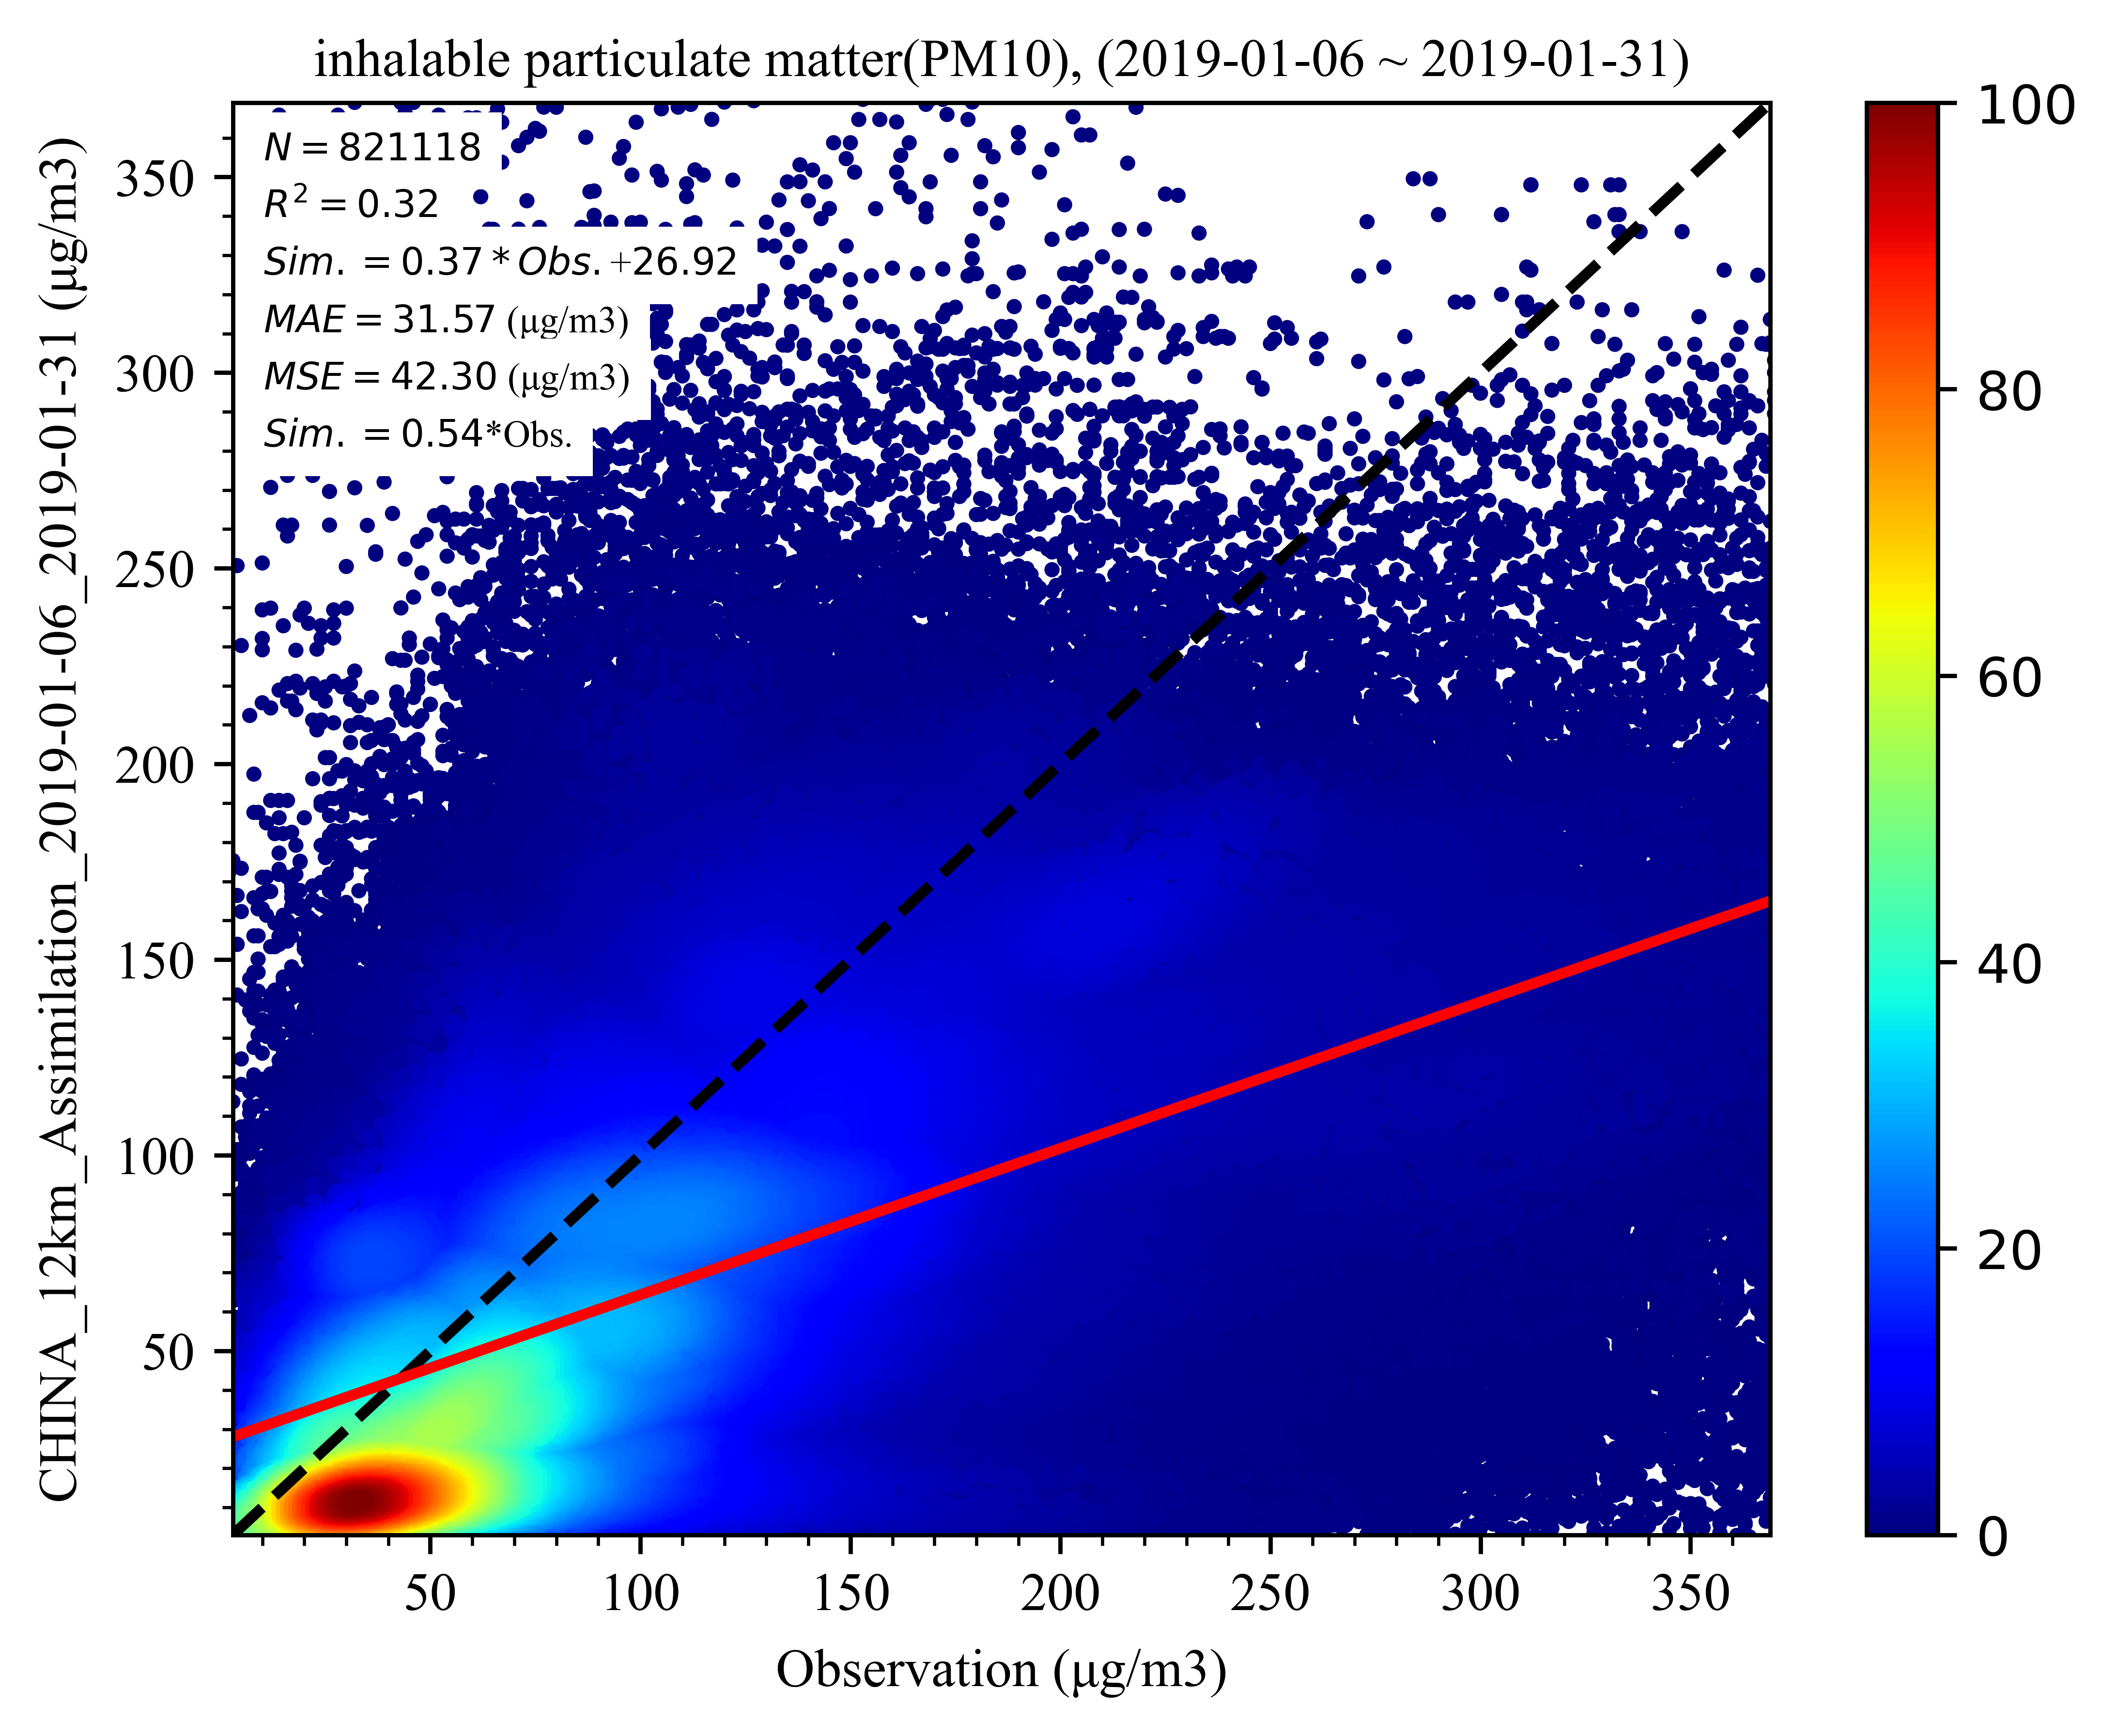 inhalable particulate matter(PM10), (2019-01-06 ~ 2019-01-31)
CHINA_12km_Assimilation_2019-01-06_2019-01-31 (μg/m3)
350
300
250
200
150
100
50
N = 821118
R² = 0.32
Sim. = 0.37 * Obs. +26.92
MAE = 31.57 (μg/m3)
MSE = 42.30 (μg/m3)
Sim. = 0.54*Obs.
50 100 150 200 250 300 350
Observation (μg/m3)
100
80
60
40
20
0